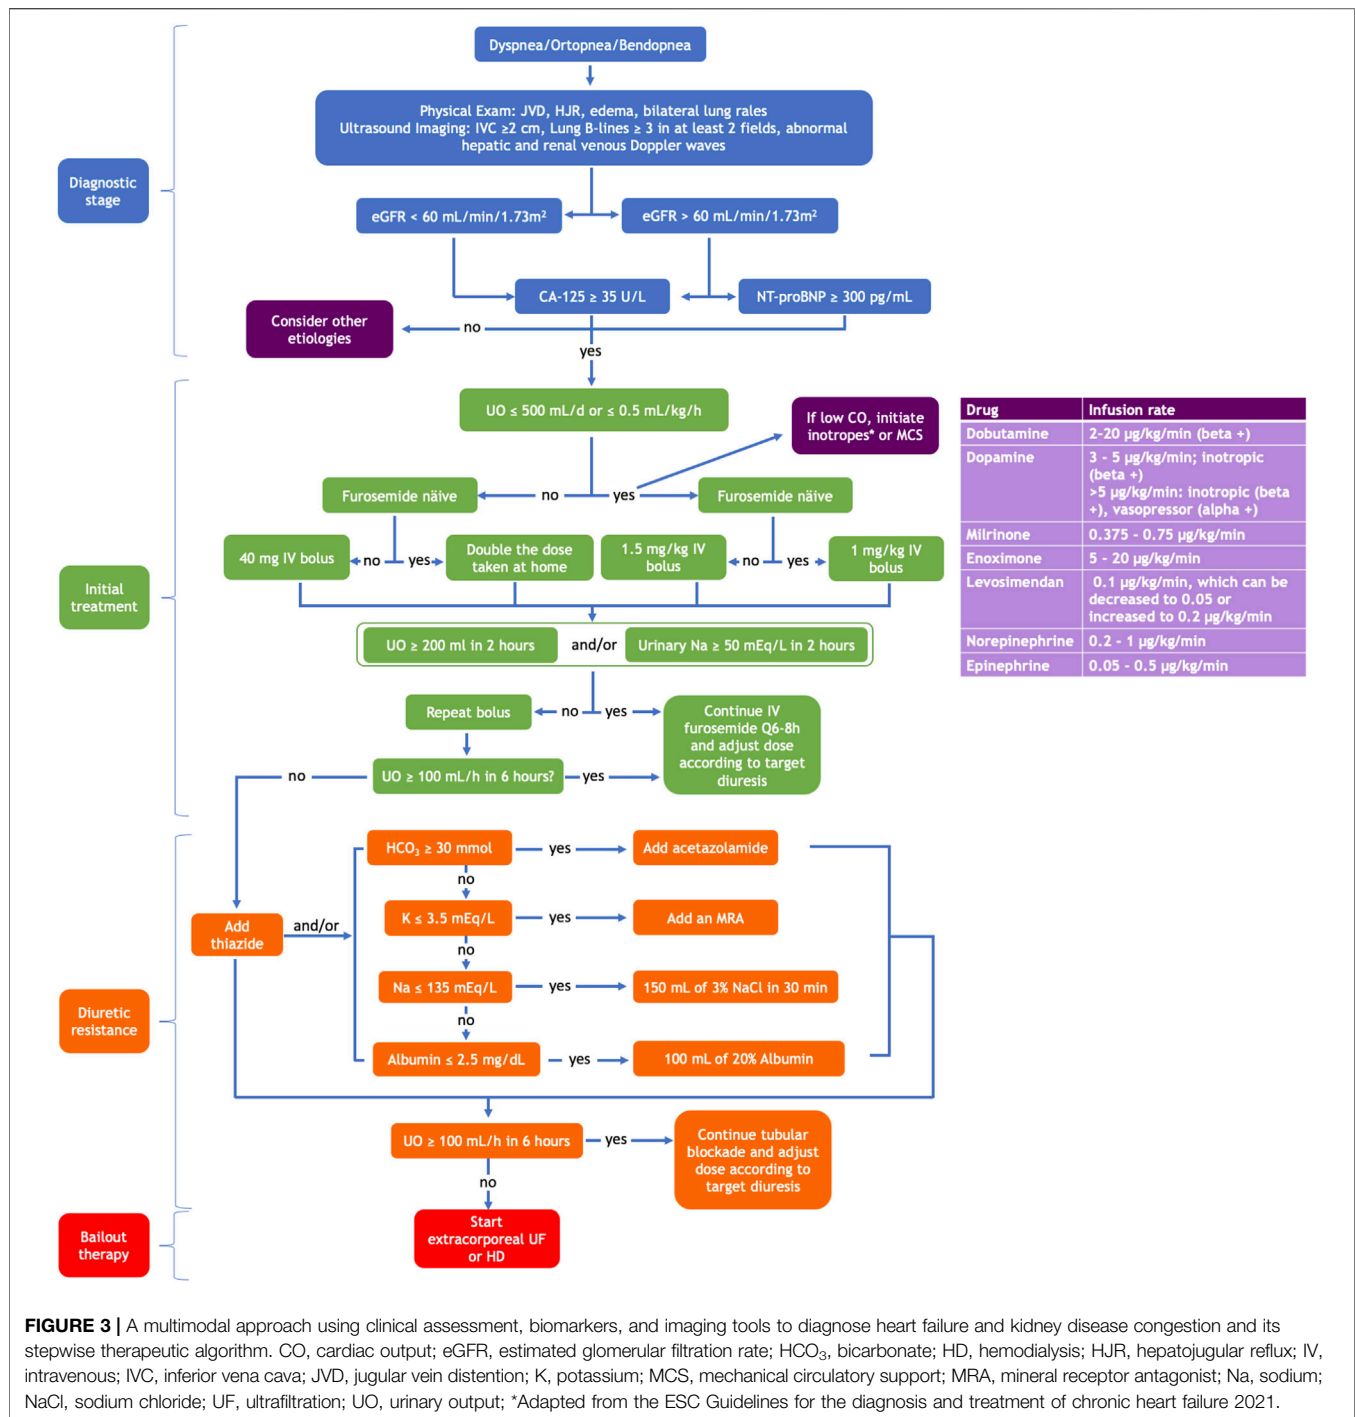 Dyspnea/Ortopnea/Bendopnea
Physical Exam: JVD, HJR, edema, bilateral lung rales
Ultrasound Imaging: IVC ≥2 cm, Lung B-lines ≥ 3 in at least 2 fields, abnormal
hepatic and renal venous Doppler waves
Diagnostic
stage
eGFR < 60 mL/min/1.73m²
eGFR > 60 mL/min/1.73m²
CA-125 ≥ 35 U/L
NT-proBNP ≥ 300 pg/mL
Consider other
etiologies
no
yes
UO ≤ 500 mL/d or ≤ 0.5 mL/kg/h
If low CO, initiate
inotropes* or MCS
Furosemide näive
no
yes
Furosemide näive
40 mg IV bolus
no
yes
Double the dose
taken at home
1.5 mg/kg IV
bolus
no
yes
1 mg/kg IV
bolus
Initial
treatment
UO ≥ 200 ml in 2 hours
and/or
Urinary Na ≥ 50 mEq/L in 2 hours
Repeat bolus
no
yes
Continue IV
furosemide Q6-8h
and adjust dose
according to target
diuresis
no
UO ≥ 100 mL/h in 6 hours?
yes
Drug Infusion rate
Dobutamine 2-20 µg/kg/min (beta +)
Dopamine 3 - 5 µg/kg/min; inotropic
(beta +)
>5 µg/kg/min: inotropic (beta
+), vasopressor (alpha +)
Milrinone 0.375 - 0.75 µg/kg/min
Enoximone 5 - 20 µg/kg/min
Levosimendan 0.1 µg/kg/min, which can be
decreased to 0.05 or
increased to 0.2 µg/kg/min
Norepinephrine 0.2 - 1 µg/kg/min
Epinephrine 0.05 - 0.5 µg/kg/min
HCO₃ ≥ 30 mmol
yes
Add acetazolamide
no
Add
thiazide
and/or
K ≤ 3.5 mEq/L
yes
Add an MRA
no
Diuretic
resistance
Na ≤ 135 mEq/L
yes
150 mL of 3% NaCl in 30 min
no
Albumin ≤ 2.5 mg/dL
yes
100 mL of 20% Albumin
UO ≥ 100 mL/h in 6 hours
yes
Continue tubular
blockade and adjust
dose according to
target diuresis
no
Bailout
therapy
Start
extracorporeal UF
or HD
FIGURE 3 | A multimodal approach using clinical assessment, biomarkers, and imaging tools to diagnose heart failure and kidney disease congestion and its
stepwise therapeutic algorithm. CO, cardiac output; eGFR, estimated glomerular filtration rate; HCO₃, bicarbonate; HD, hemodialysis; HJR, hepatojugular reflux; IV,
intravenous; IVC, inferior vena cava; JVD, jugular vein distention; K, potassium; MCS, mechanical circulatory support; MRA, mineral receptor antagonist; Na, sodium;
NaCl, sodium chloride; UF, ultrafiltration; UO, urinary output; *Adapted from the ESC Guidelines for the diagnosis and treatment of chronic heart failure 2021.